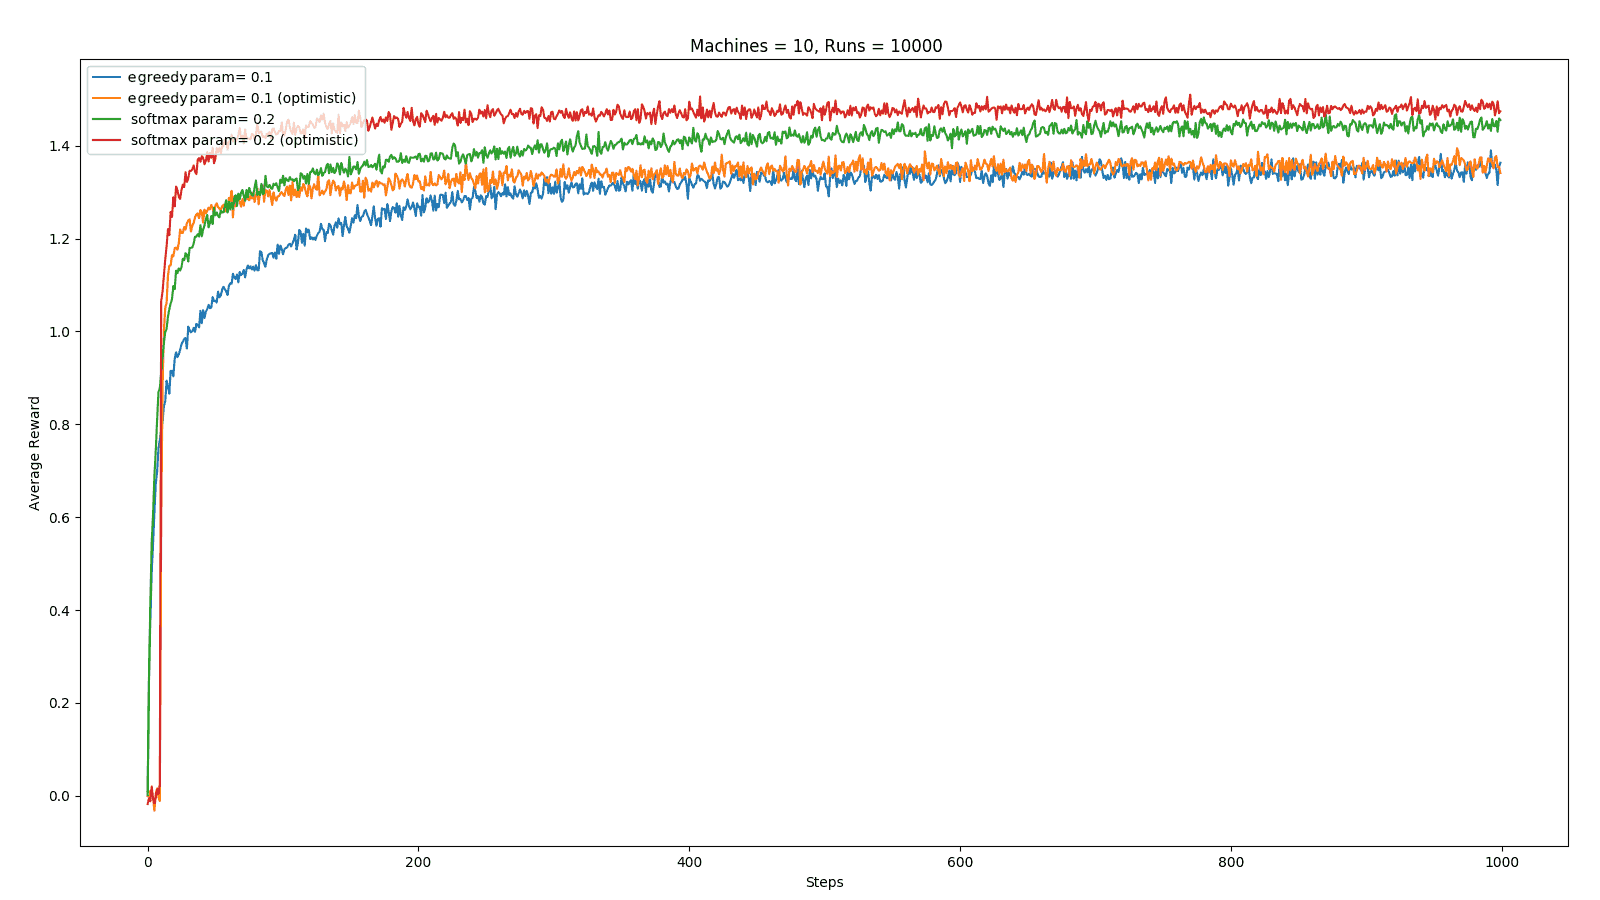 Machines = 10, Runs = 10000
e greedy param= 0.1
e greedy param= 0.1 (optimistic)
softmax param= 0.2
softmax param= 0.2 (optimistic)
1.4
1.2
1.0
0.8
0.6
0.4
0.2
0.0
Average Reward
0 200 400 600 800 1000
Steps